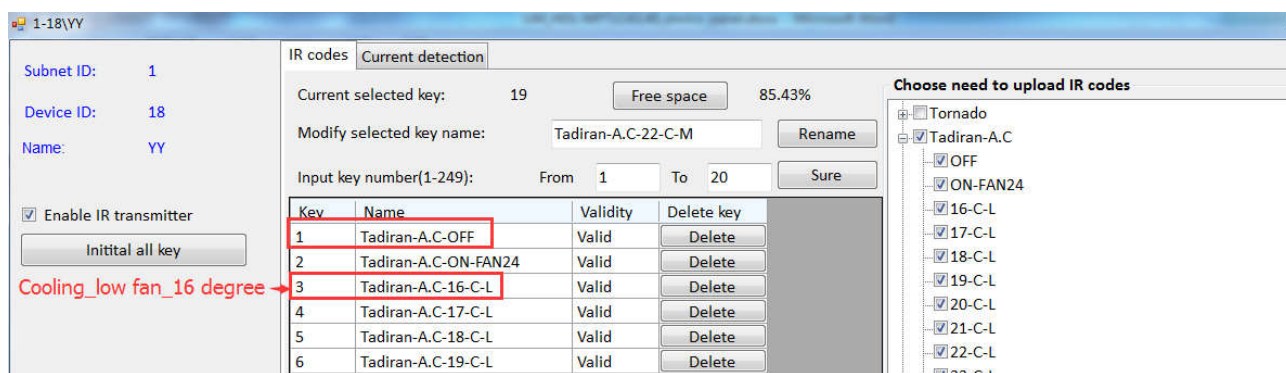 1-18\YY
Subnet ID: 1
Device ID: 18
Name: YY
Enable IR transmitter
Initital all key
Cooling_low fan_16 degree
IR codes Current detection
Current selected key: 19 Free space 85.43%
Modify selected key name: Tadiran-A.C-22-C-M Rename
Input key number(1-249): From 1 To 20 Sure
Key Name Validity Delete key
1 Tadiran-A.C-OFF Valid Delete
2 Tadiran-A.C-ON-FAN24 Valid Delete
3 Tadiran-A.C-16-C-L Valid Delete
4 Tadiran-A.C-17-C-L Valid Delete
5 Tadiran-A.C-18-C-L Valid Delete
6 Tadiran-A.C-19-C-L Valid Delete
Choose need to upload IR codes
Tornado
Tadiran-A.C
OFF
ON-FAN24
16-C-L
17-C-L
18-C-L
19-C-L
20-C-L
21-C-L
22-C-L